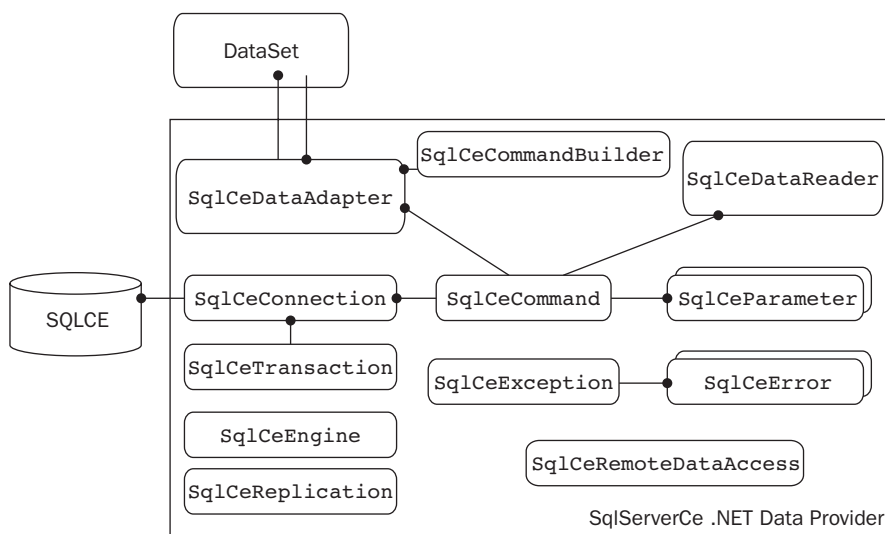 DataSet
SqlCeCommandBuilder
SqlCeDataReader
SqlCeDataAdapter
SQLCE
SqlCeConnection
SqlCeCommand
SqlCeParameter
SqlCeTransaction
SqlCeException
SqlCeError
SqlCeEngine
SqlCeRemoteDataAccess
SqlCeReplication
SqlServerCe .NET Data Provider